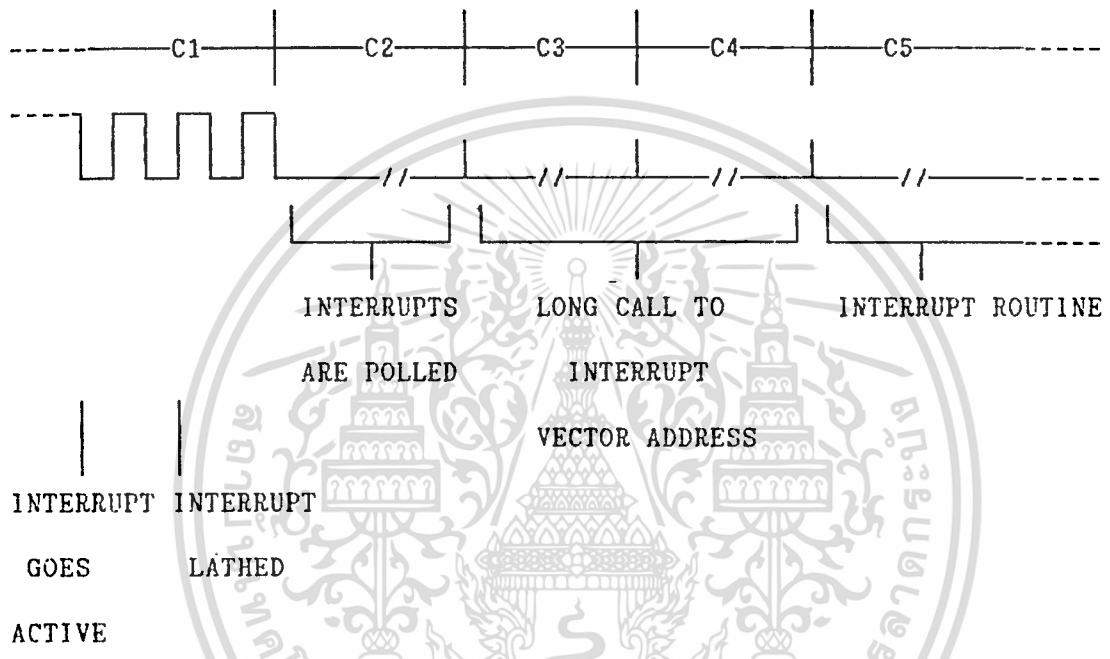 C1 C2 C3 C4 C5
INTERRUPTS LONG CALL TO INTERRUPT ROUTINE
ARE POLLED INTERRUPT
VECTOR ADDRESS
INTERRUPT INTERRUPT
GOES LATHED
ACTIVE